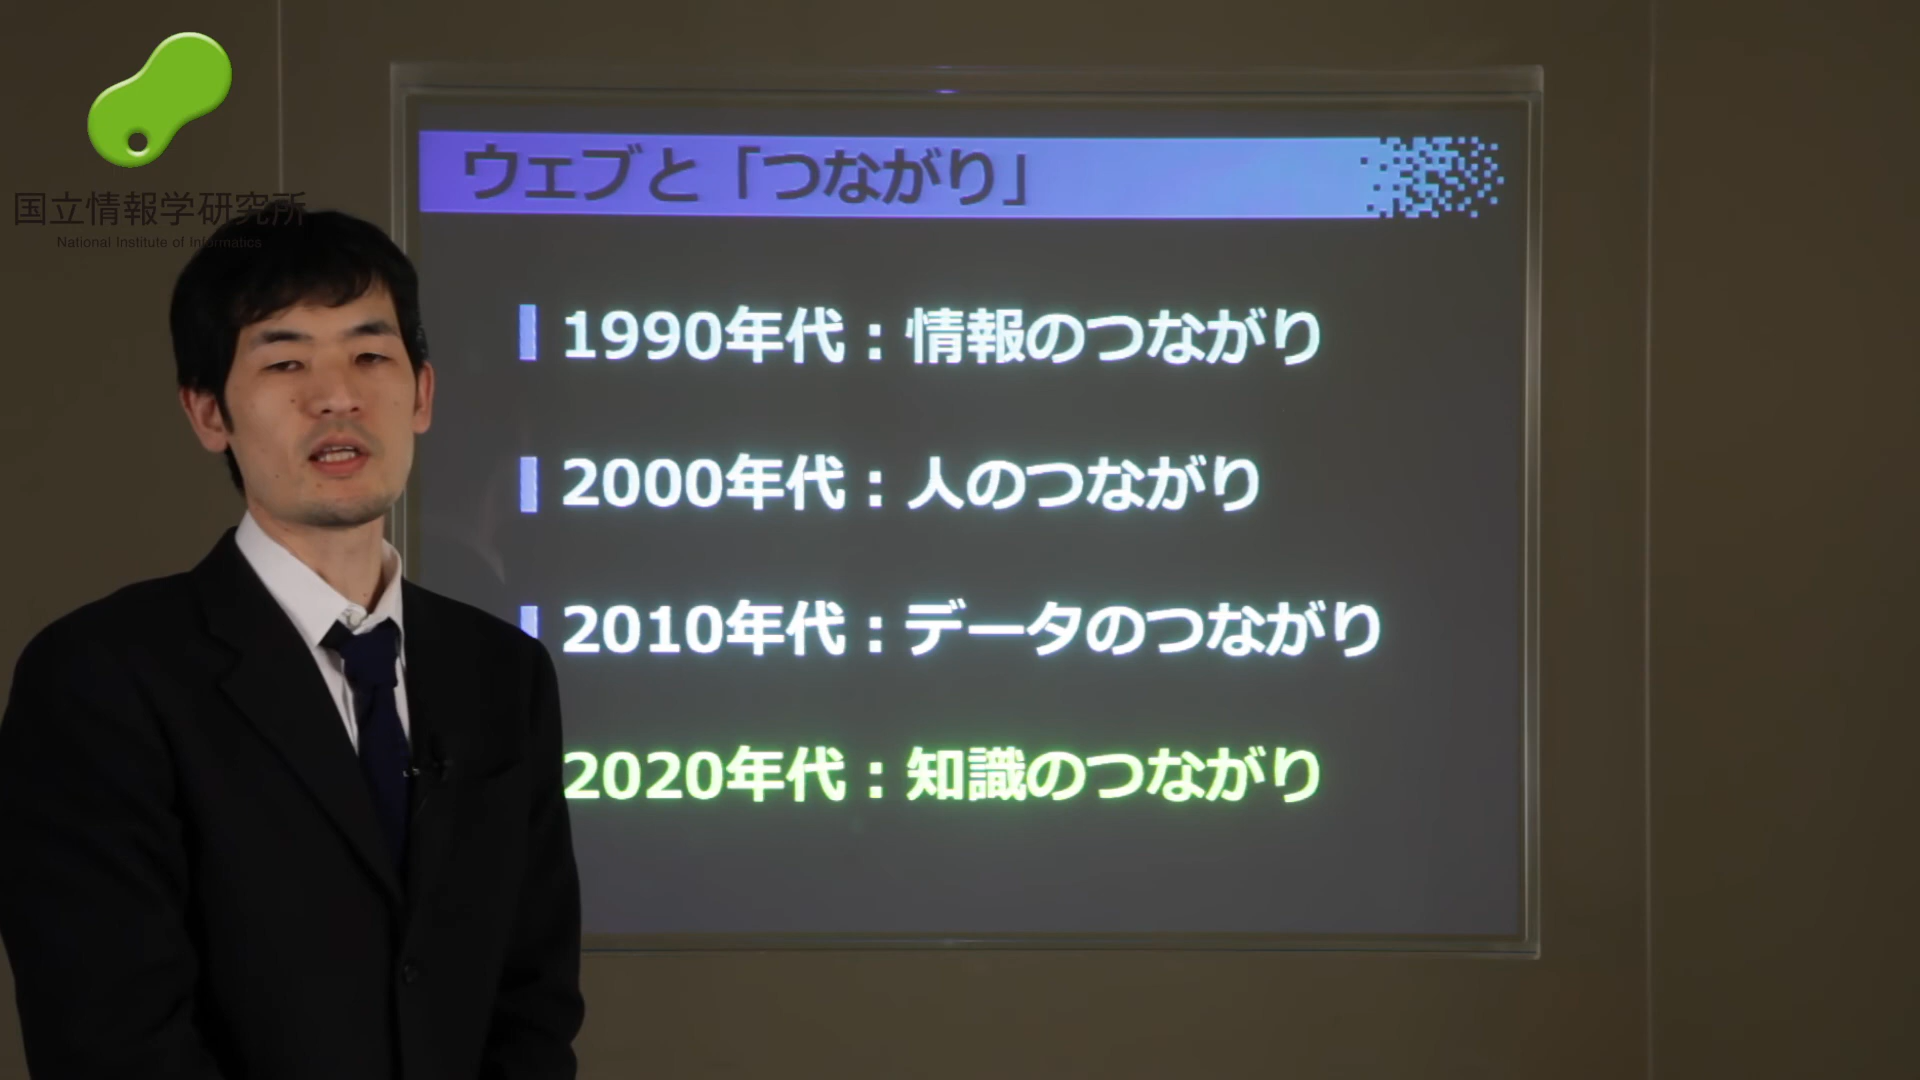 国立情報学研究所
National Institute of Informatics
ウェブと「つながり」
1990年代：情報のつながり
2000年代：人のつながり
2010年代：データのつながり
2020年代：知識のつながり